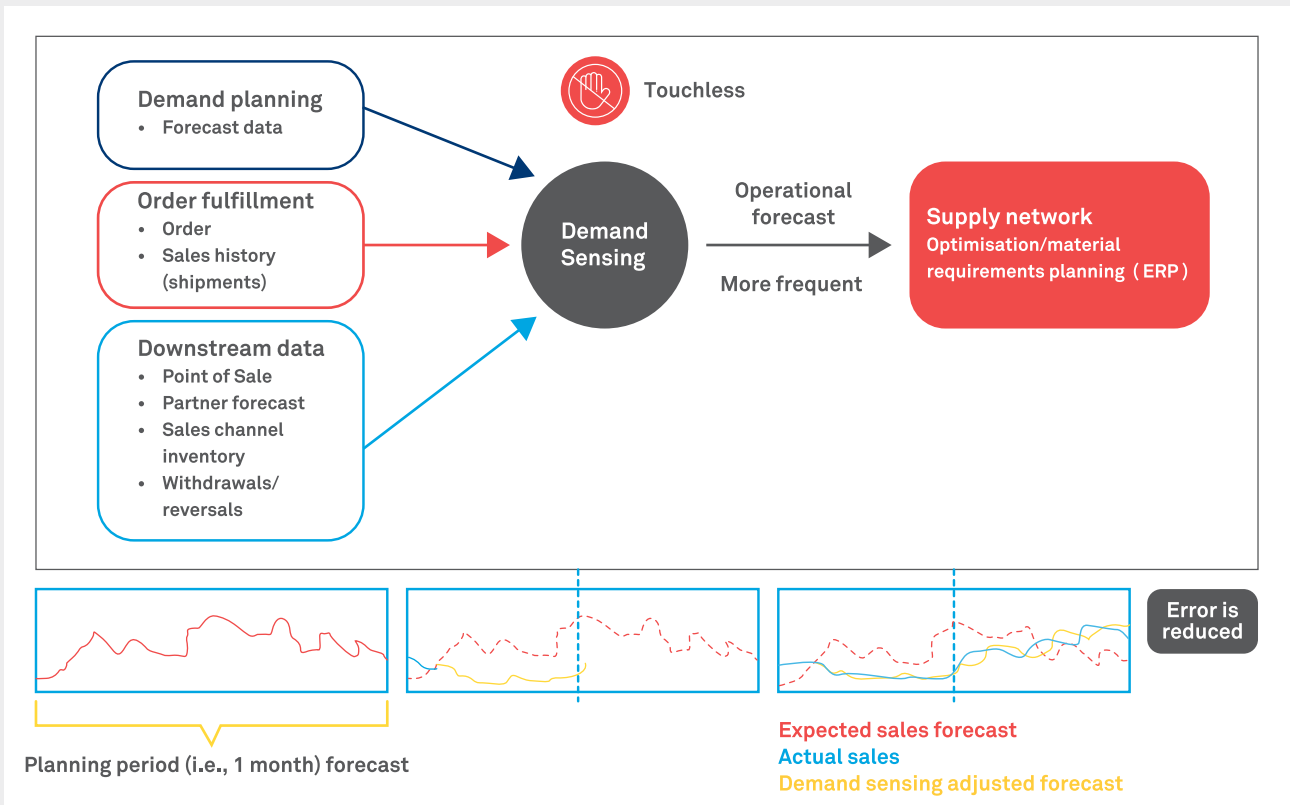 Demand planning
• Forecast data
Order fulfillment
• Order
• Sales history
(shipments)
Downstream data
• Point of Sale
• Partner forecast
• Sales channel
inventory
• Withdrawals/
reversals
Touchless
Demand
Sensing
Operational
forecast
More frequent
Supply network
Optimisation/material
requirements planning ( ERP )
Error is
reduced
Planning period (i.e., 1 month) forecast
Expected sales forecast
Actual sales
Demand sensing adjusted forecast